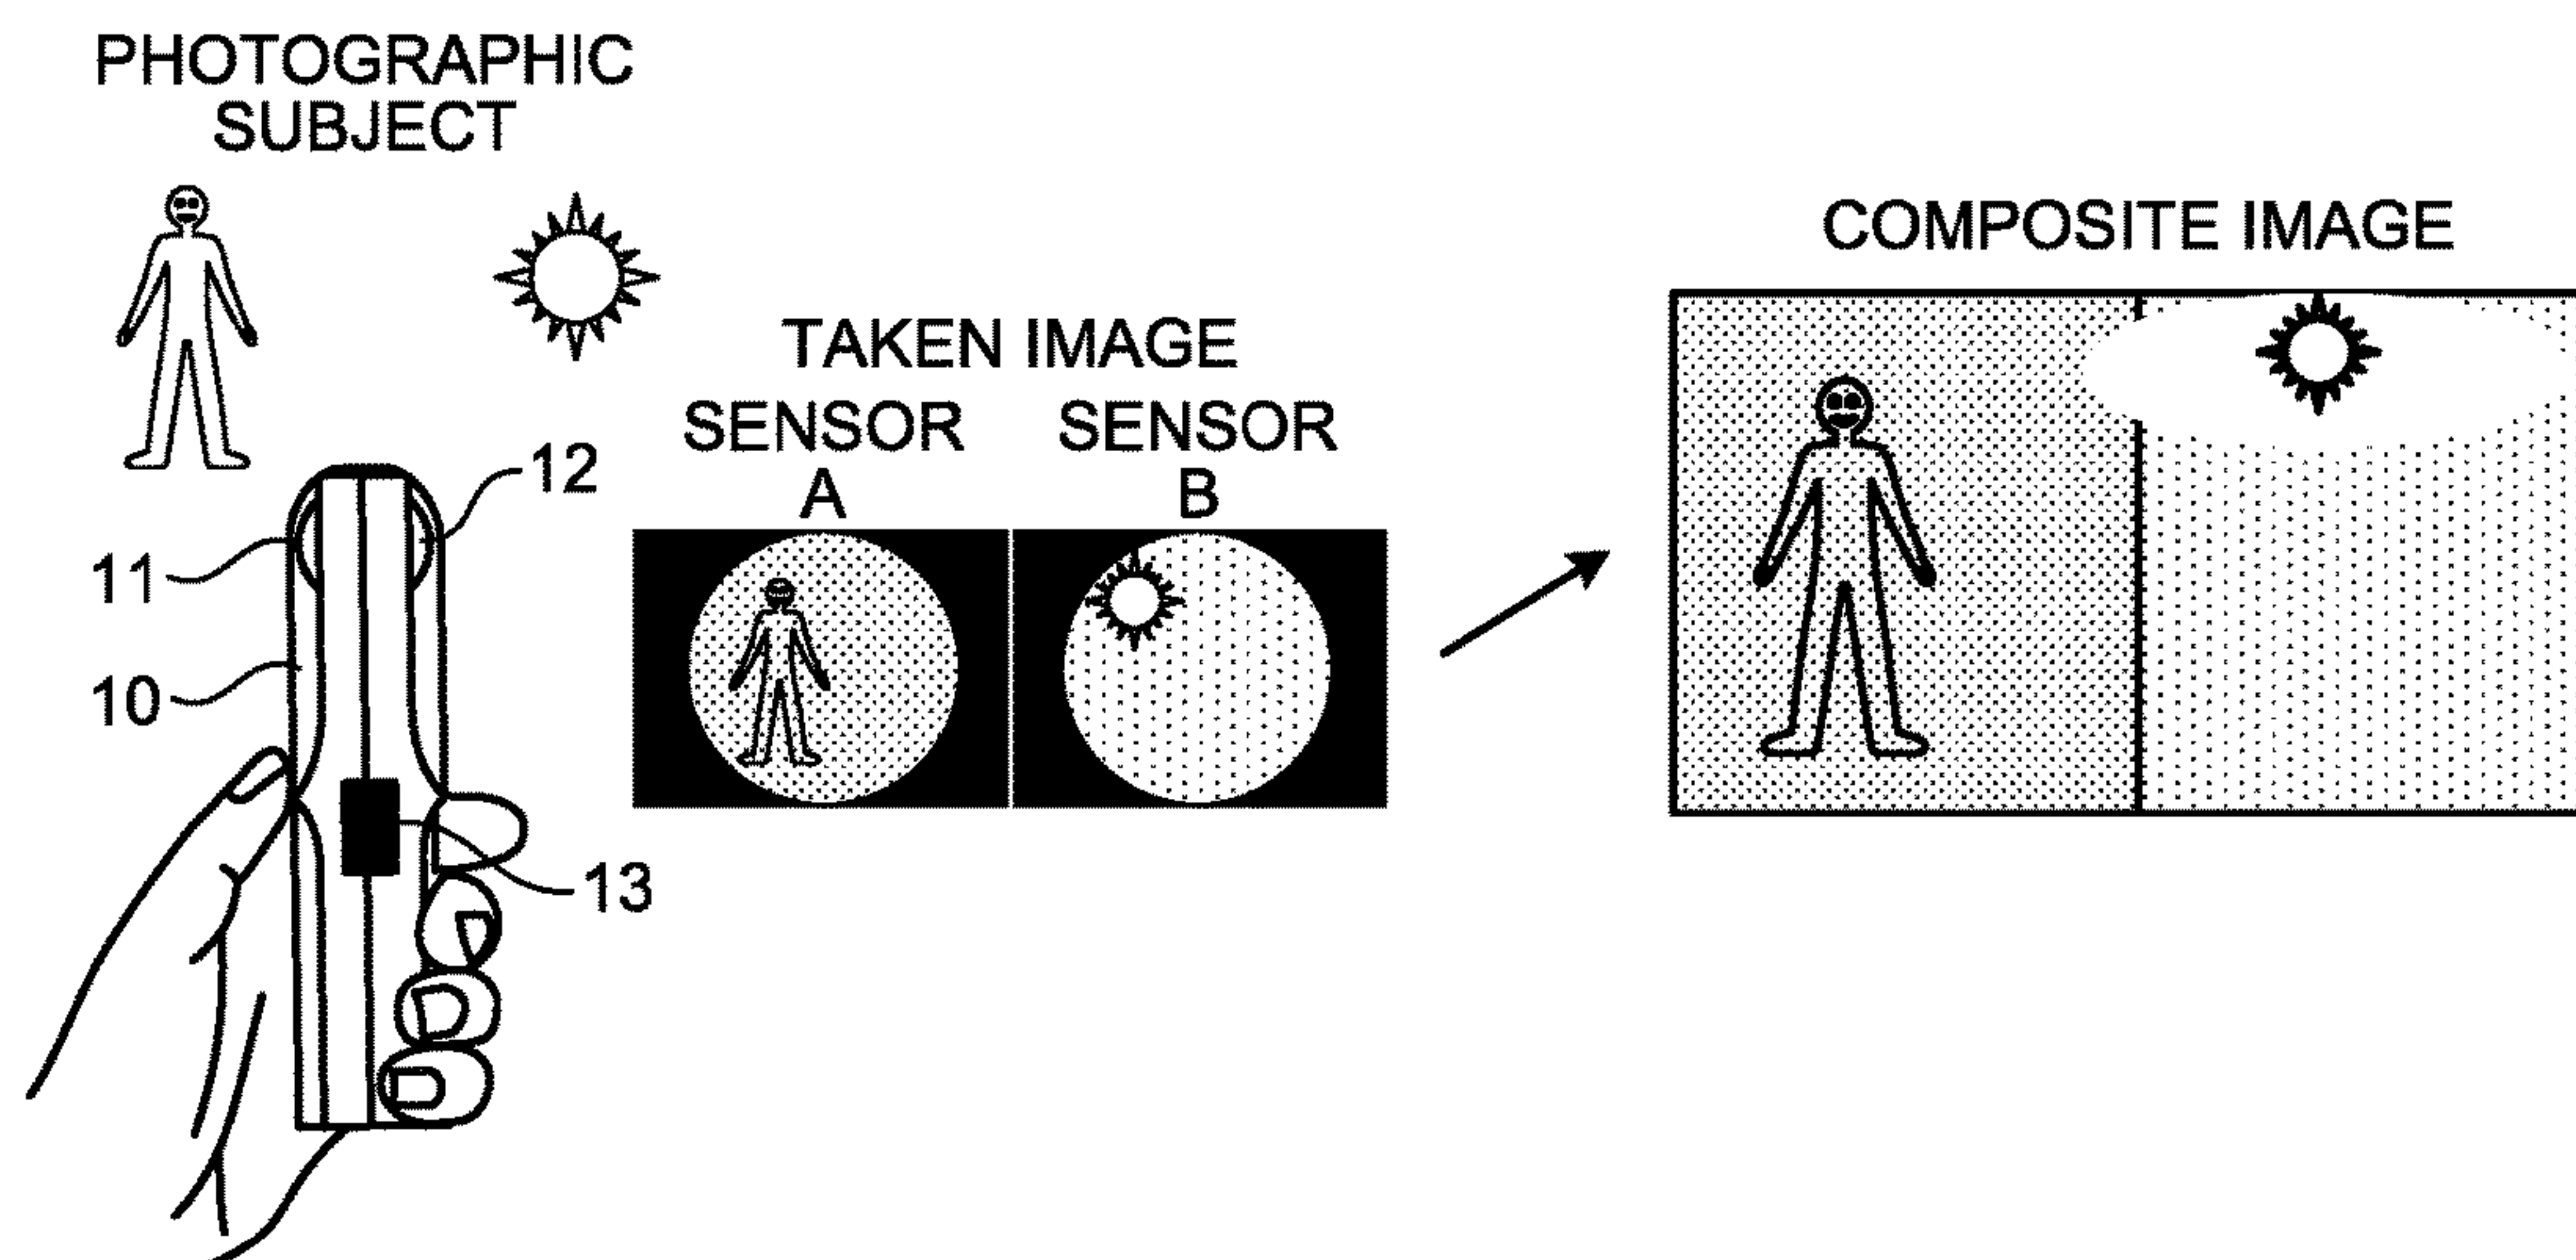 PHOTOGRAPHIC
SUBJECT
12
11
10
13
TAKEN IMAGE
SENSOR
A
SENSOR
B
COMPOSITE IMAGE